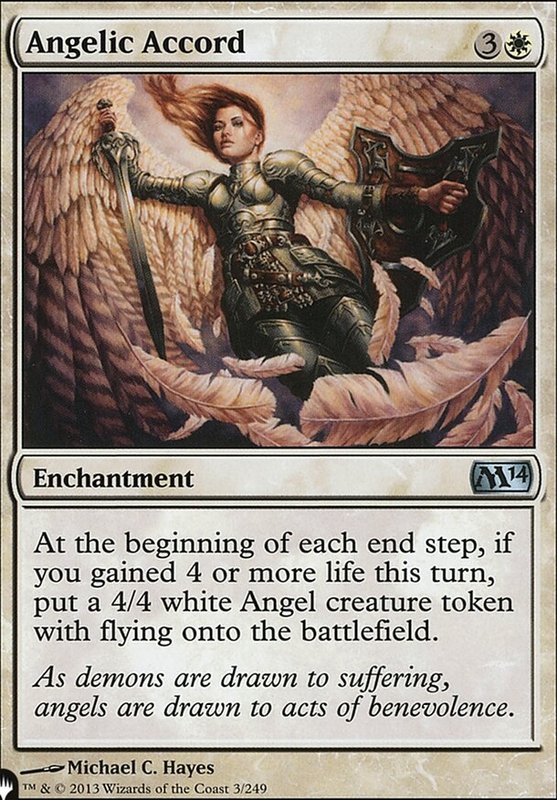 Angelic Accord 3
Enchantment M14
At the beginning of each end step, if
you gained 4 or more life this turn,
put a 4/4 white Angel creature token
with flying onto the battlefield.
As demons are drawn to suffering,
angels are drawn to acts of benevolence.
Michael C. Hayes
™ & © 2013 Wizards of the Coast 3/249